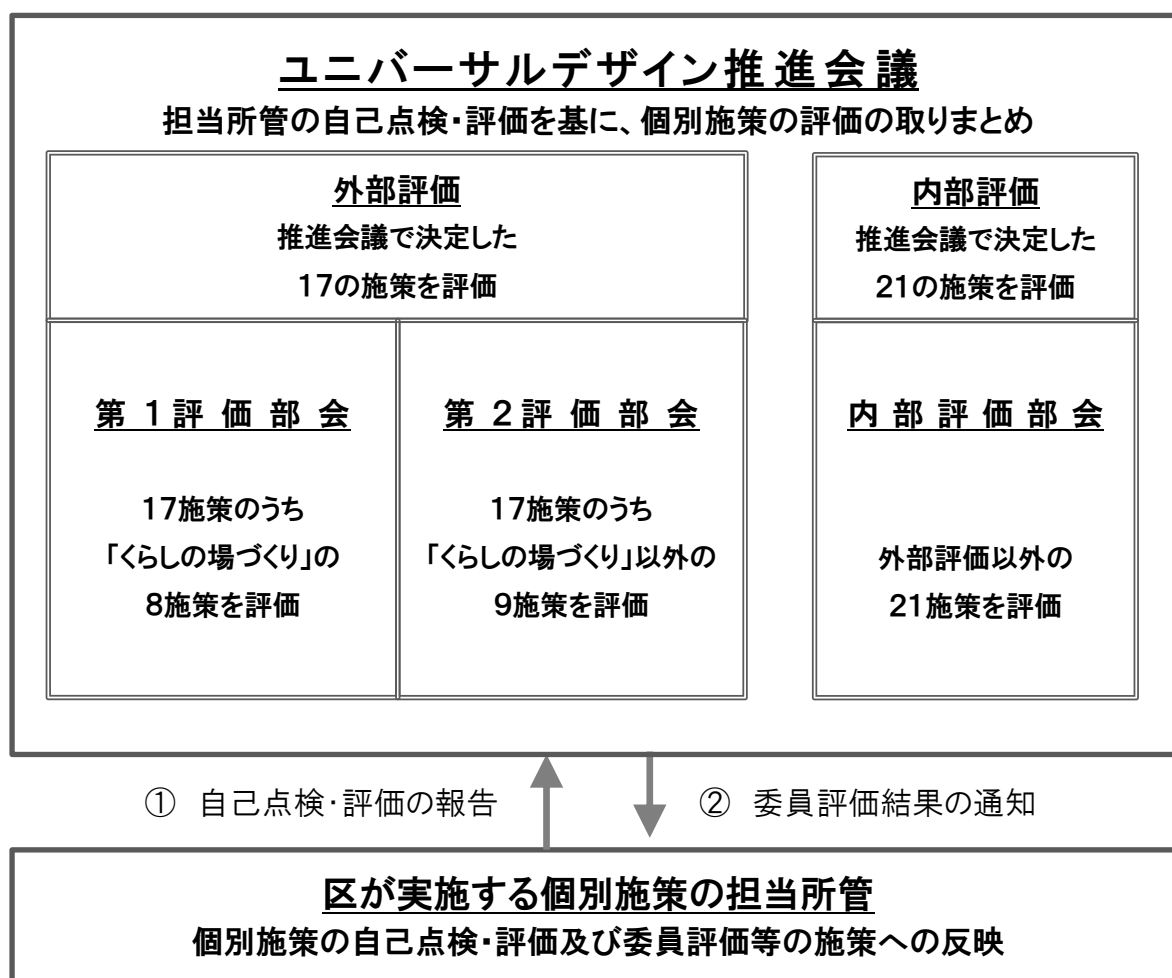 ユニバーサルデザイン推進会議
担当所管の自己点検・評価を基に、個別施策の評価の取りまとめ
外部評価
推進会議で決定した
17の施策を評価
内部評価
推進会議で決定した
21の施策を評価
第1評価部会
17施策のうち
「くらしの場づくり」の
8施策を評価
第2評価部会
17施策のうち
「くらしの場づくり」以外の
9施策を評価
内部評価部会
外部評価以外の
21施策を評価
① 自己点検・評価の報告
② 委員評価結果の通知
区が実施する個別施策の担当所管
個別施策の自己点検・評価及び委員評価等の施策への反映